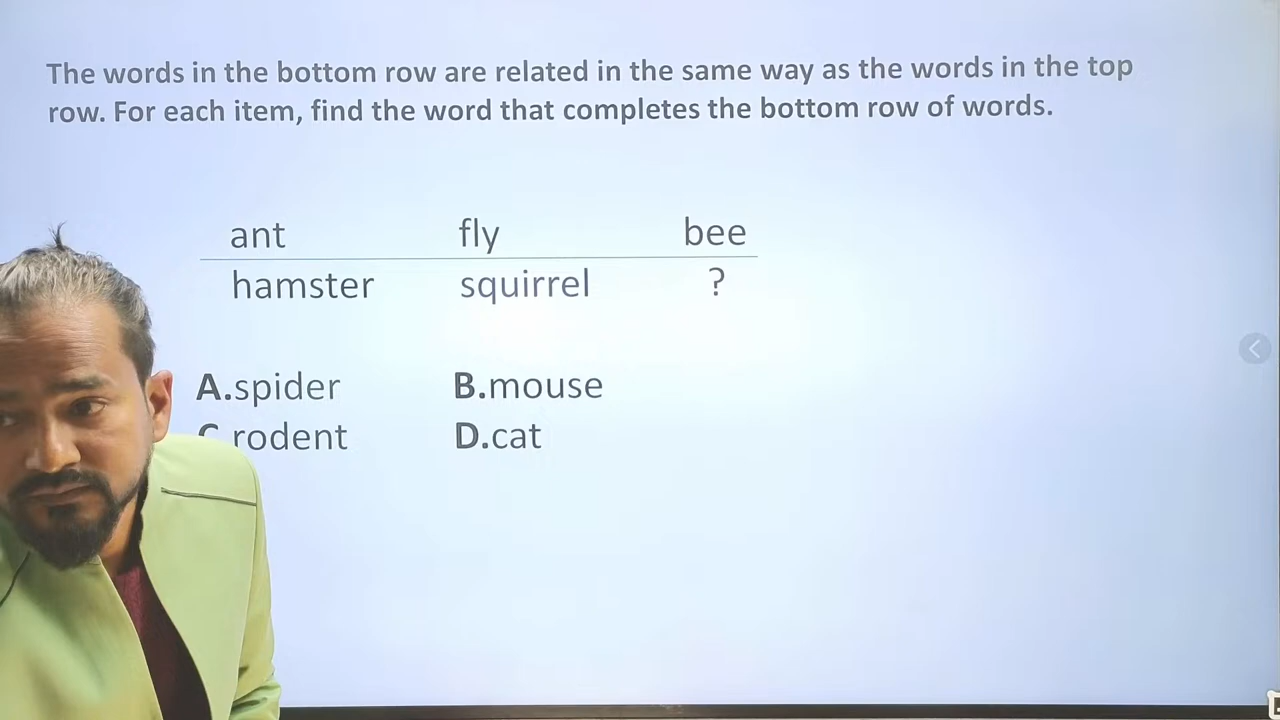 The words in the bottom row are related in the same way as the words in the top
row. For each item, find the word that completes the bottom row of words.
ant fly bee
hamster squirrel ?
A.spider B.mouse
C rodent D.cat